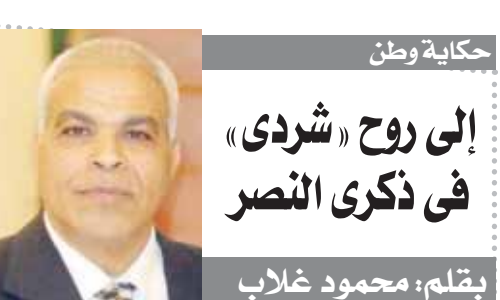 حكاية وطن
إلى روح «شردى»
فى ذكرى النصر
بقلم: محمود غلاب